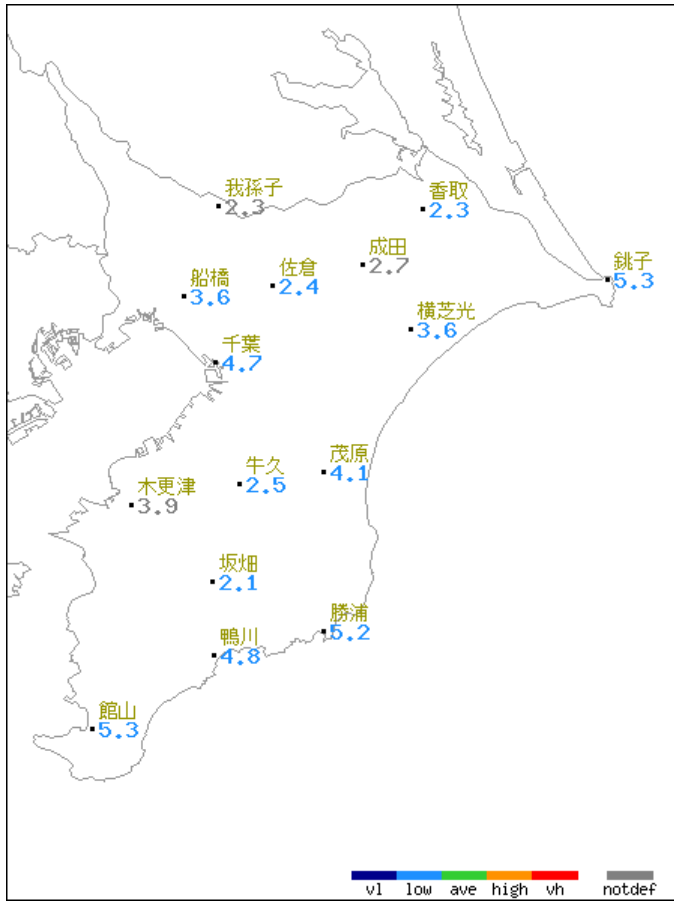 我孫子
2.3
香取
2.3
成田
2.7
佐倉
2.4
船橋
3.6
銚子
5.3
横芝光
3.6
千葉
4.7
茂原
4.1
牛久
2.5
木更津
3.9
坂畑
2.1
勝浦
5.2
鴨川
4.8
館山
5.3
vl low ave high vh notdef